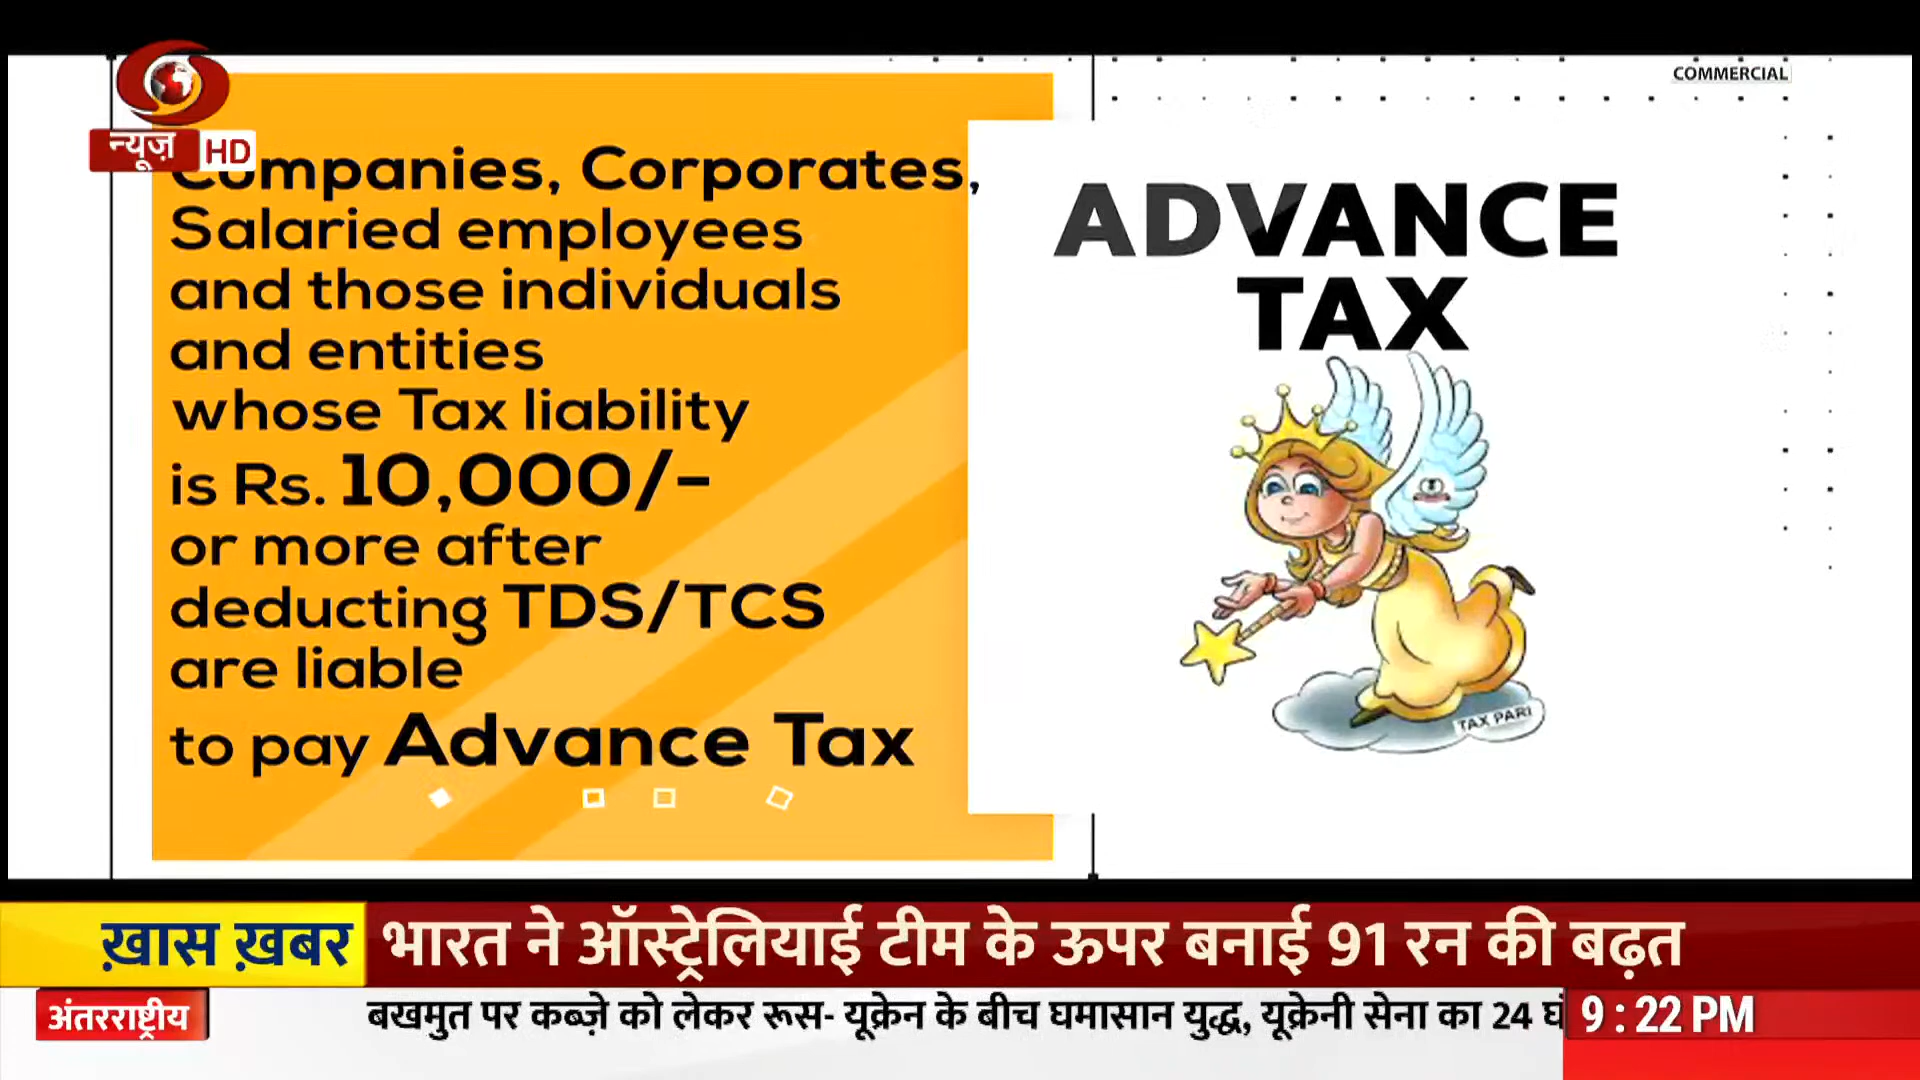 न्यूज़ HD
COMMERCIAL
Companies, Corporates,
Salaried employees
and those individuals
and entities
whose Tax liability
is Rs. 10,000/-
or more after
deducting TDS/TCS
are liable
to pay Advance Tax
ADVANCE
TAX
TAX PARI
ख़ास ख़बर
भारत ने ऑस्ट्रेलियाई टीम के ऊपर बनाई 91 रन की बढ़त
अंतरराष्ट्रीय
बखमुत पर कब्ज़े को लेकर रूस- यूक्रेन के बीच घमासान युद्ध, यूक्रेनी सेना का 24
9 : 22 PM